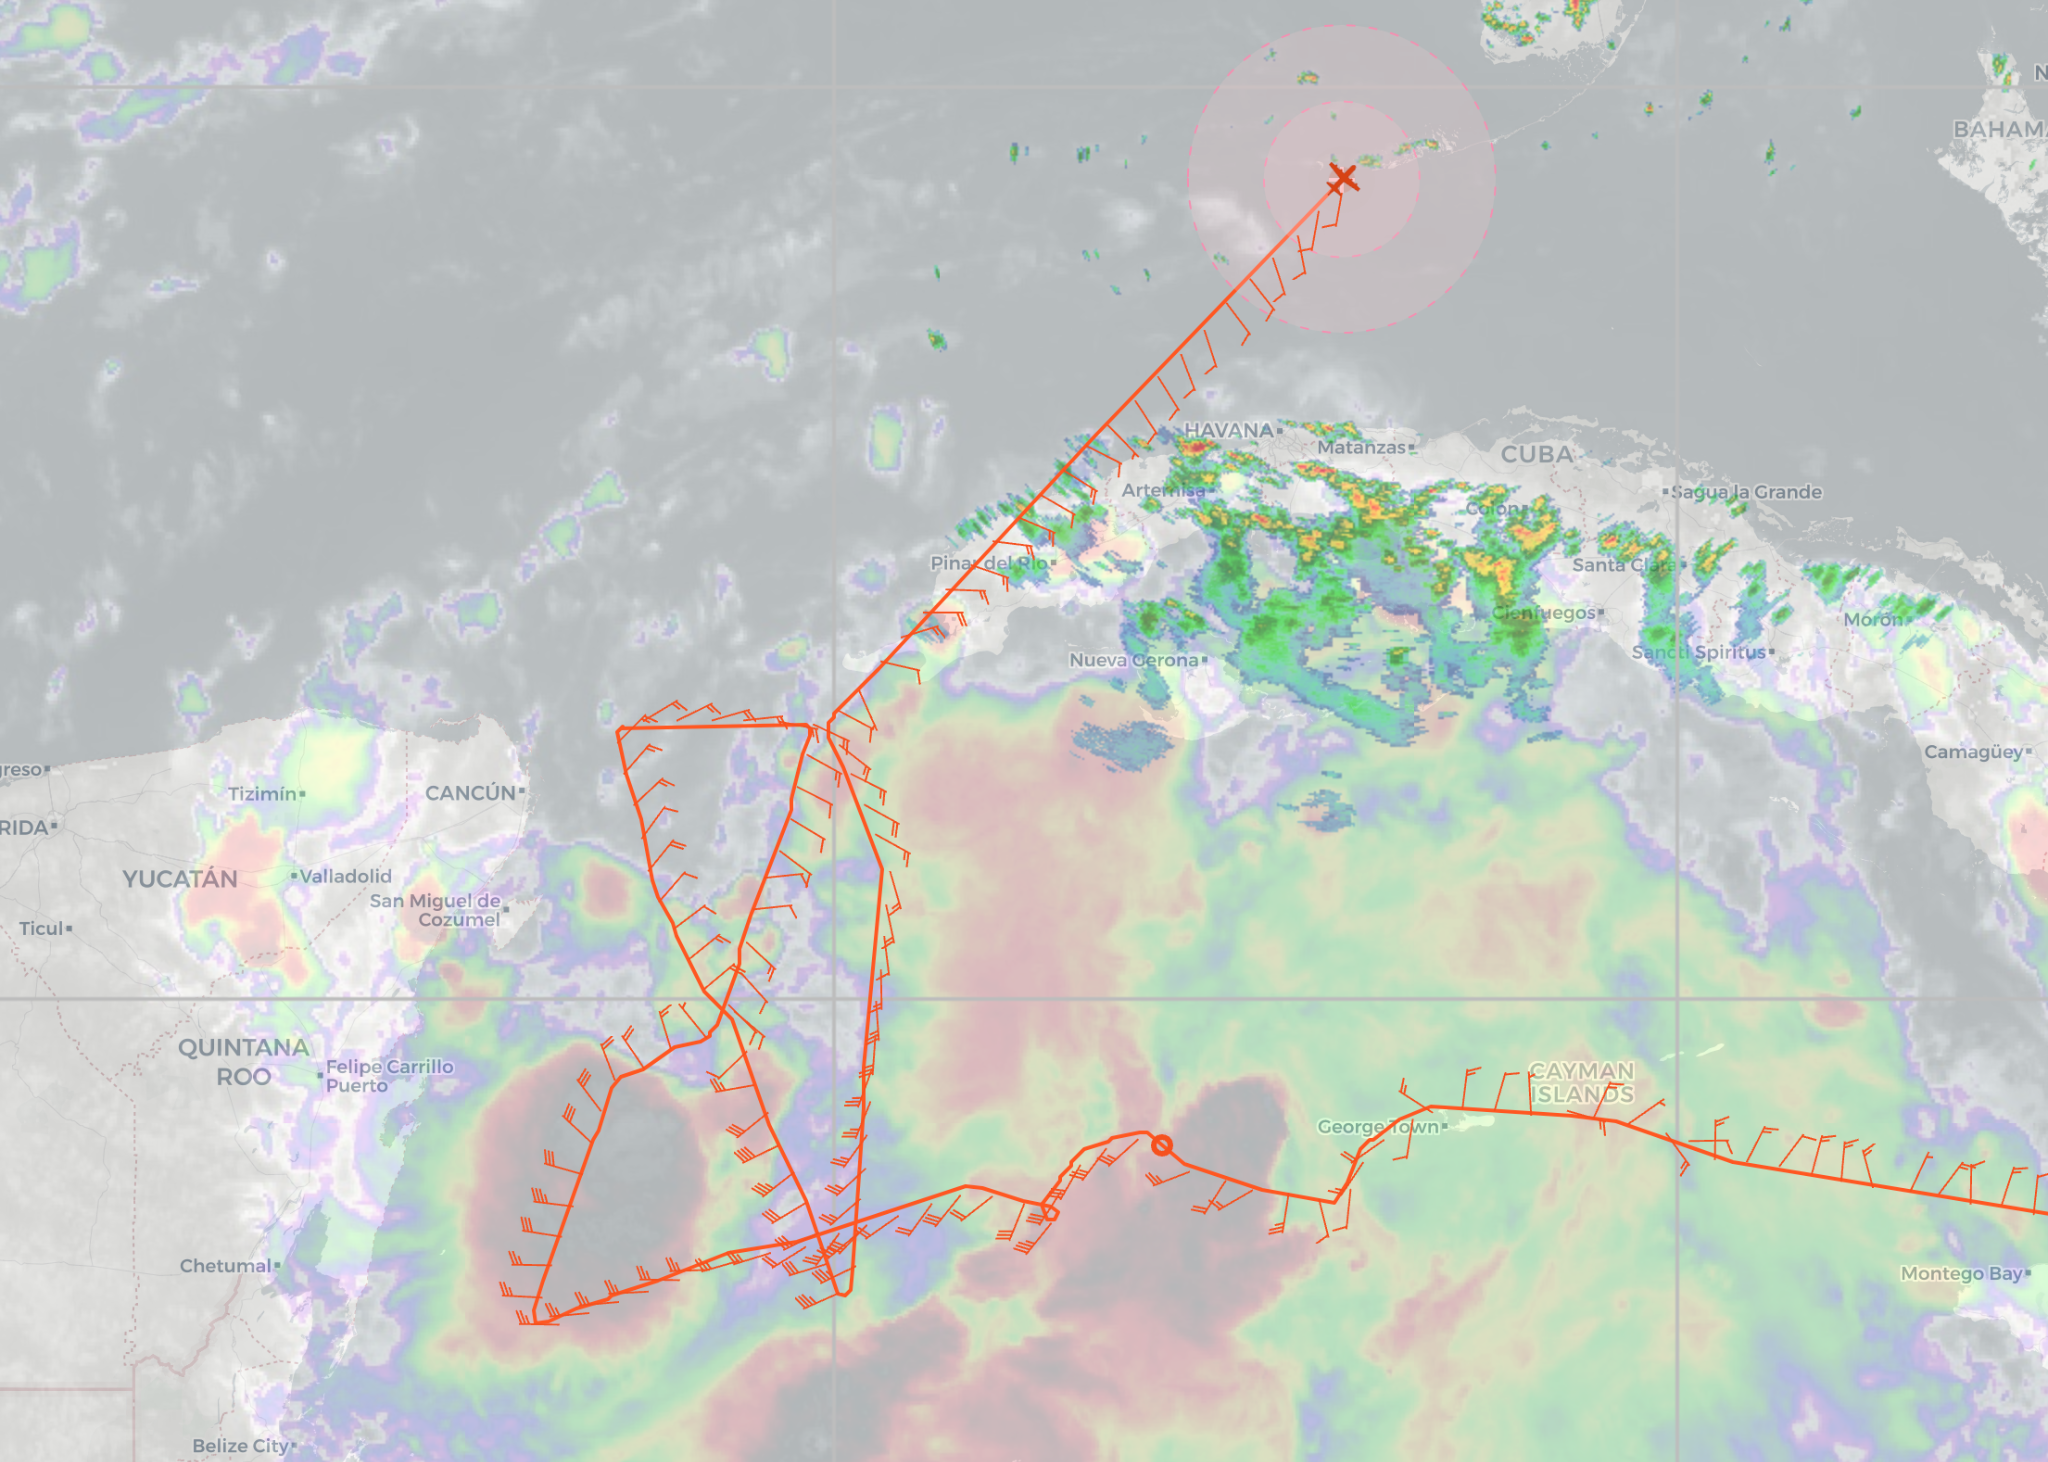 N
BAHAMA
HAVANA
Matanzas
CUBA
Artemisa
Sagua la Grande
Colón
Pinar del Río
Santa Clara
Cienfuegos
Morón
Nueva Gerona
Sancti Spíritus
greso
Tizimín
CANCÚN
Camagüey
RIDA
YUCATÁN
Valladolid
San Miguel de
Cozumel
Ticul
QUINTANA
ROO
Felipe Carrillo
Puerto
CAYMAN
ISLANDS
George Town
Chetumal
Montego Bay
Belize City